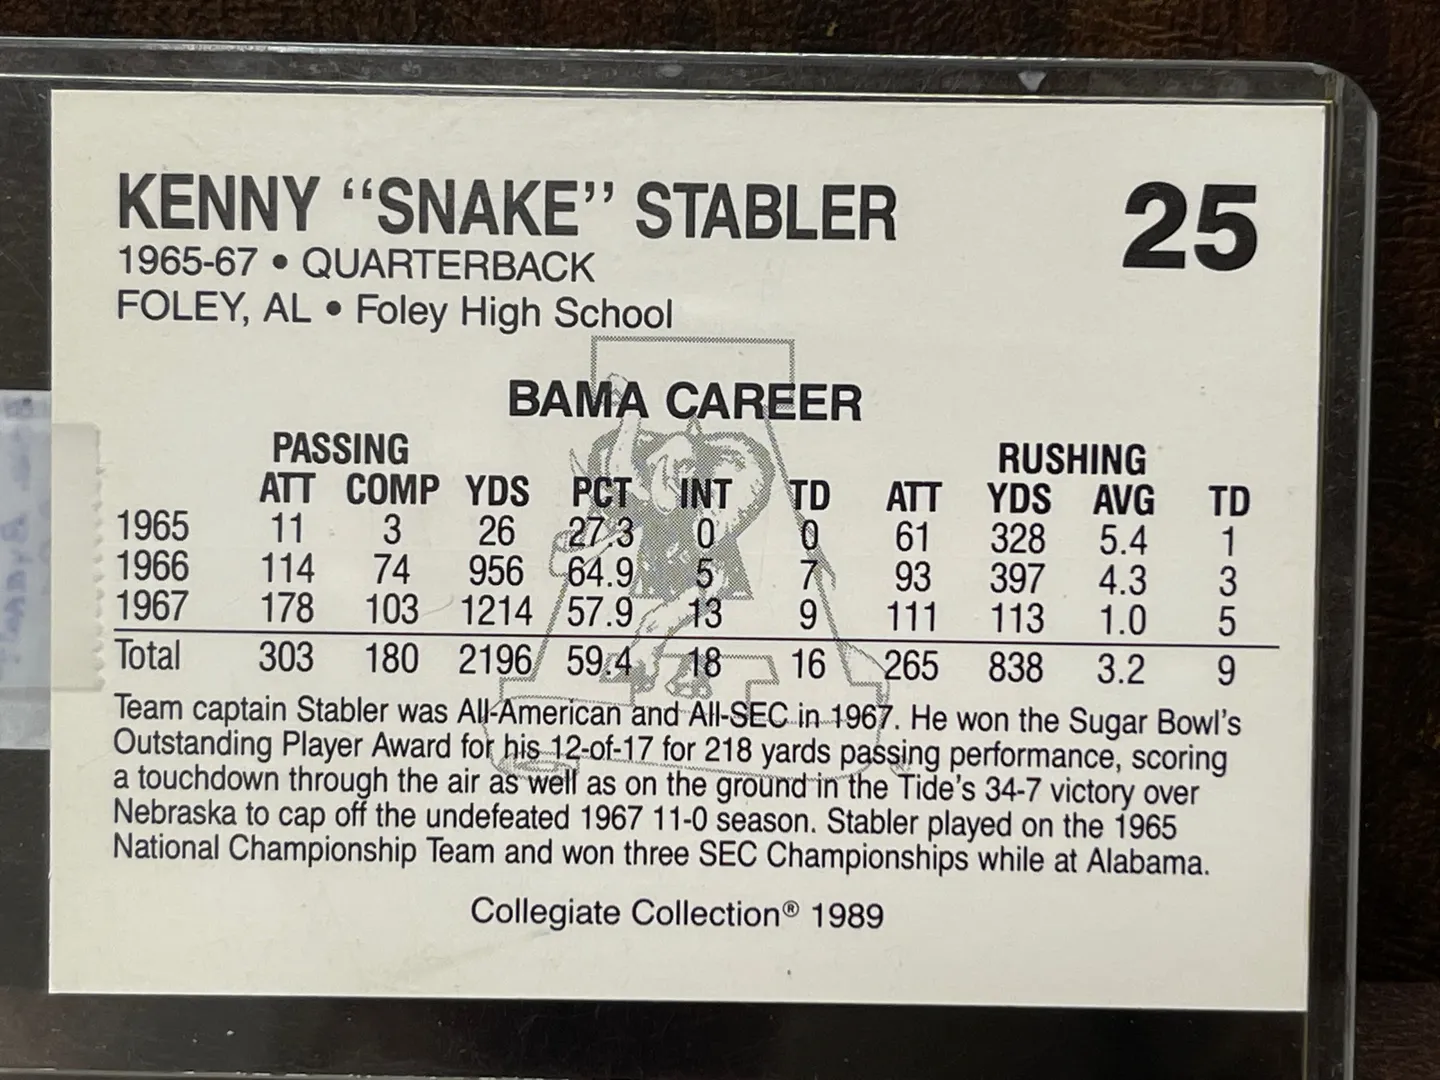 KENNY “SNAKE” STABLER 25
1965-67 • QUARTERBACK
FOLEY, AL • Foley High School
BAMA CAREER
PASSING RUSHING
ATT COMP YDS PCT INT TD ATT YDS AVG TD
1965 11 3 26 27.3 0 0 61 328 5.4 1
1966 114 74 956 64.9 5 7 93 397 4.3 3
1967 178 103 1214 57.9 13 9 111 113 1.0 5
Total 303 180 2196 59.4 18 16 265 838 3.2 9
Team captain Stabler was All-American and All-SEC in 1967. He won the Sugar Bowl’s
Outstanding Player Award for his 12-of-17 for 218 yards passing performance, scoring
a touchdown through the air as well as on the ground in the Tide’s 34-7 victory over
Nebraska to cap off the undefeated 1967 11-0 season. Stabler played on the 1965
National Championship Team and won three SEC Championships while at Alabama.
Collegiate Collection® 1989